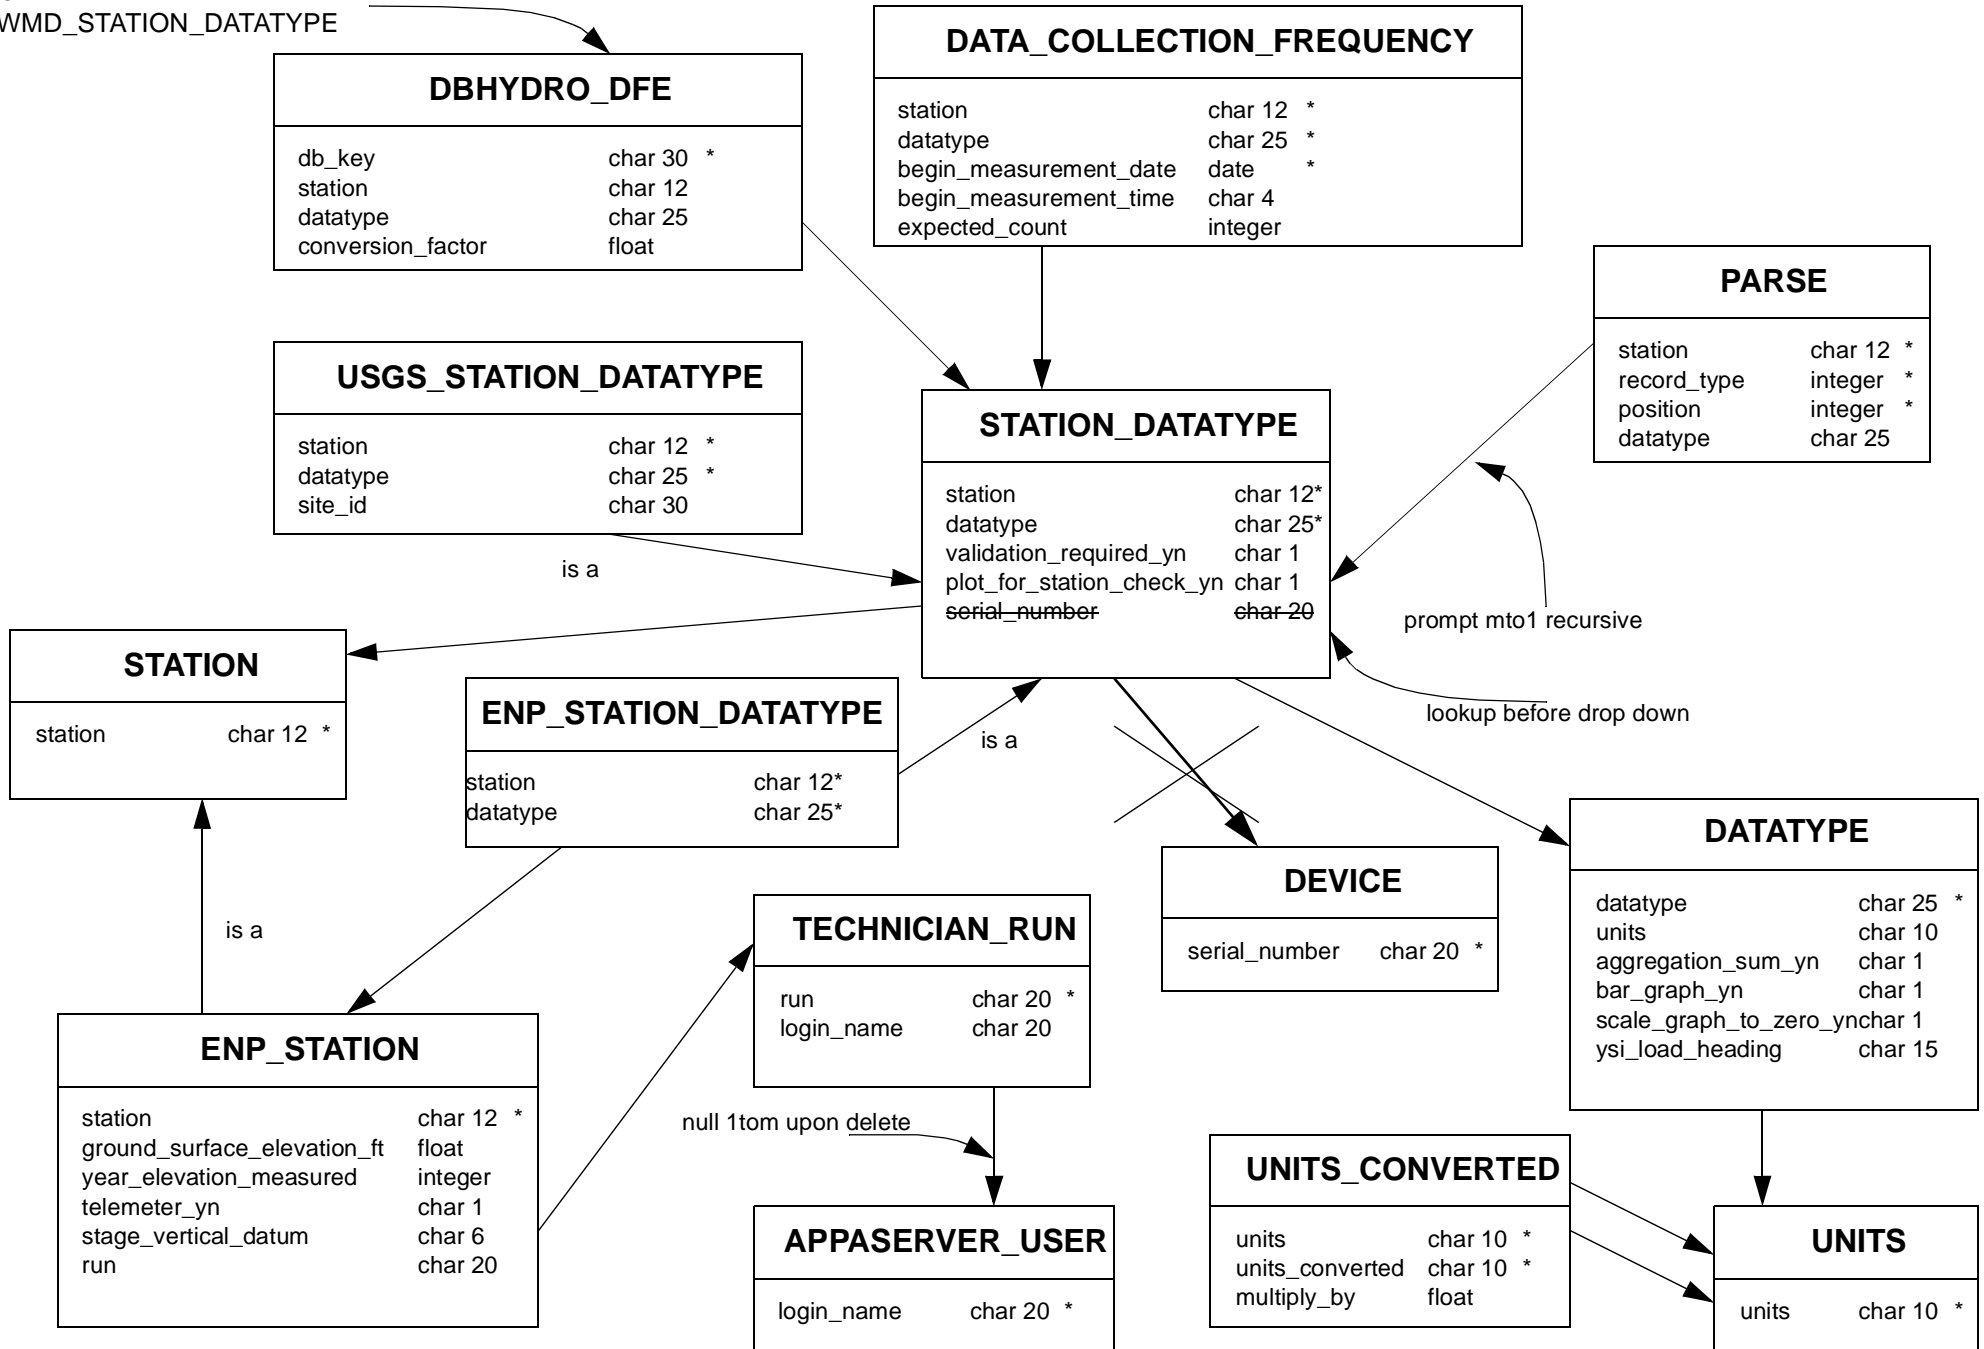 WMD_STATION_DATATYPE
DBHYDRO_DFE
db_key char 30 *
station char 12
datatype char 25
conversion_factor float
DATA_COLLECTION_FREQUENCY
station char 12 *
datatype char 25 *
begin_measurement_date date *
begin_measurement_time char 4
expected_count integer
PARSE
station char 12 *
record_type integer *
position integer *
datatype char 25
USGS_STATION_DATATYPE
station char 12 *
datatype char 25 *
site_id char 30
is a
STATION_DATATYPE
station char 12*
datatype char 25*
validation_required_yn char 1
plot_for_station_check_yn char 1
serial_number char 20
prompt mto1 recursive
lookup before drop down
STATION
station char 12 *
ENP_STATION_DATATYPE
station char 12*
datatype char 25*
is a
is a
DEVICE
serial_number char 20 *
DATATYPE
datatype char 25 *
units char 10
aggregation_sum_yn char 1
bar_graph_yn char 1
scale_graph_to_zero_ynchar 1
ysi_load_heading char 15
TECHNICIAN_RUN
run char 20 *
login_name char 20
null 1tom upon delete
ENP_STATION
station char 12 *
ground_surface_elevation_ft float
year_elevation_measured integer
telemeter_yn char 1
stage_vertical_datum char 6
run char 20
APPASERVER_USER
login_name char 20 *
UNITS_CONVERTED
units char 10 *
units_converted char 10 *
multiply_by float
UNITS
units char 10 *